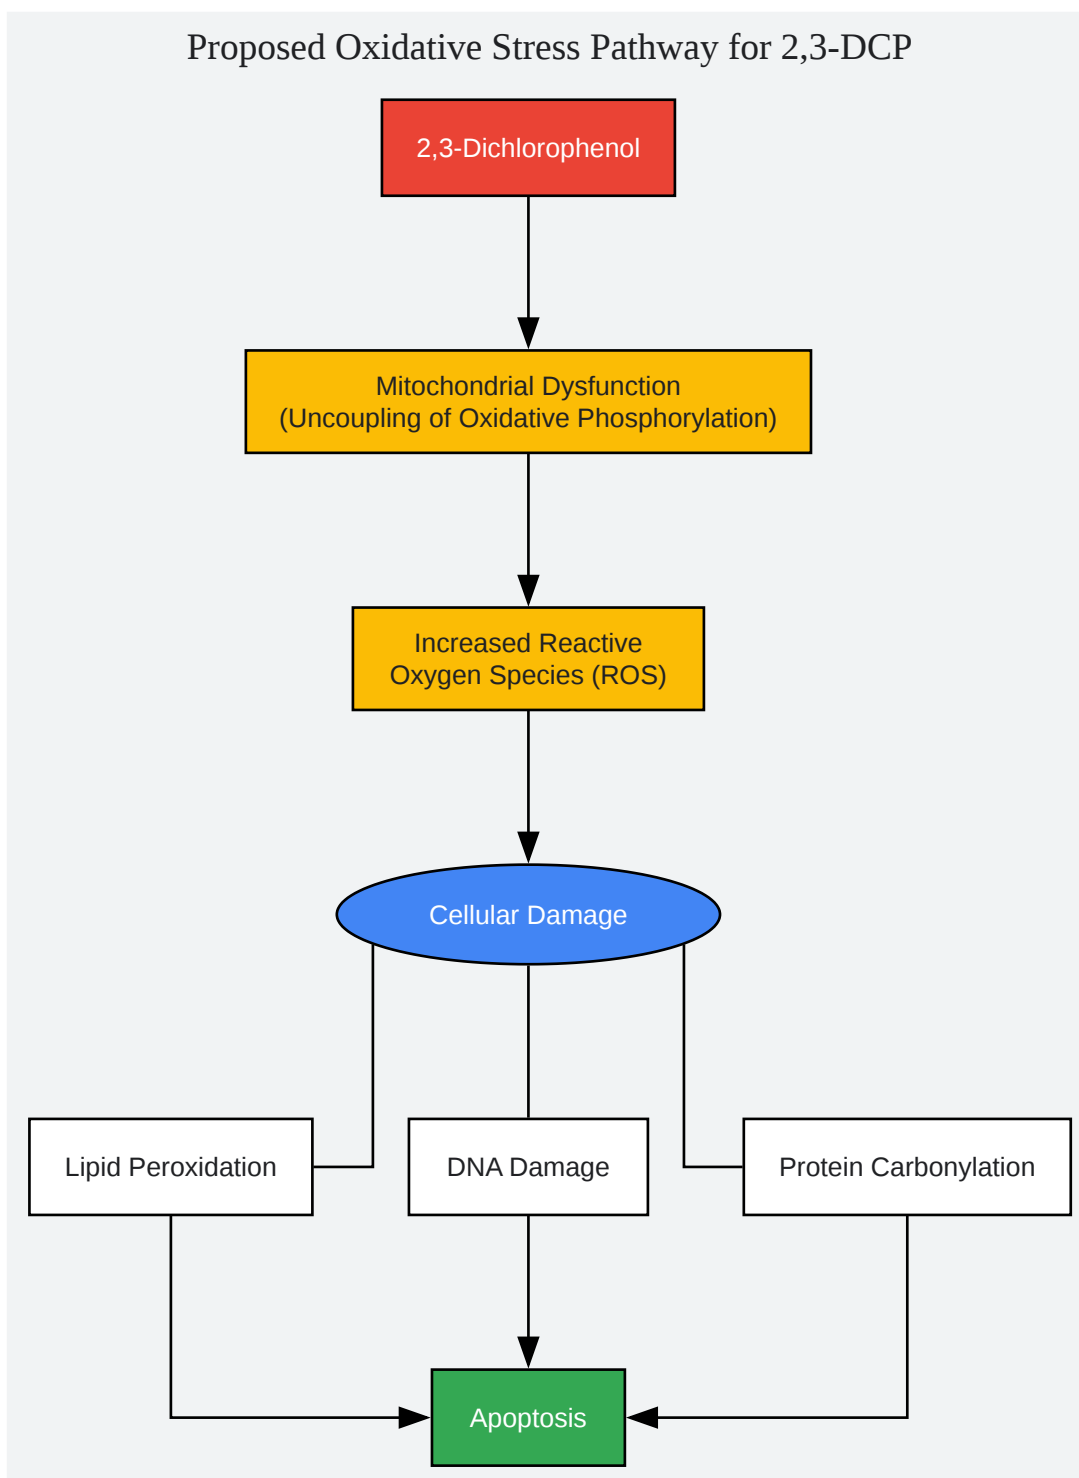 Proposed Oxidative Stress Pathway for 2,3-DCP
2,3-Dichlorophenol
Mitochondrial Dysfunction
(Uncoupling of Oxidative Phosphorylation)
Increased Reactive
Oxygen Species (ROS)
Cellular Damage
Lipid Peroxidation
DNA Damage
Protein Carbonylation
Apoptosis